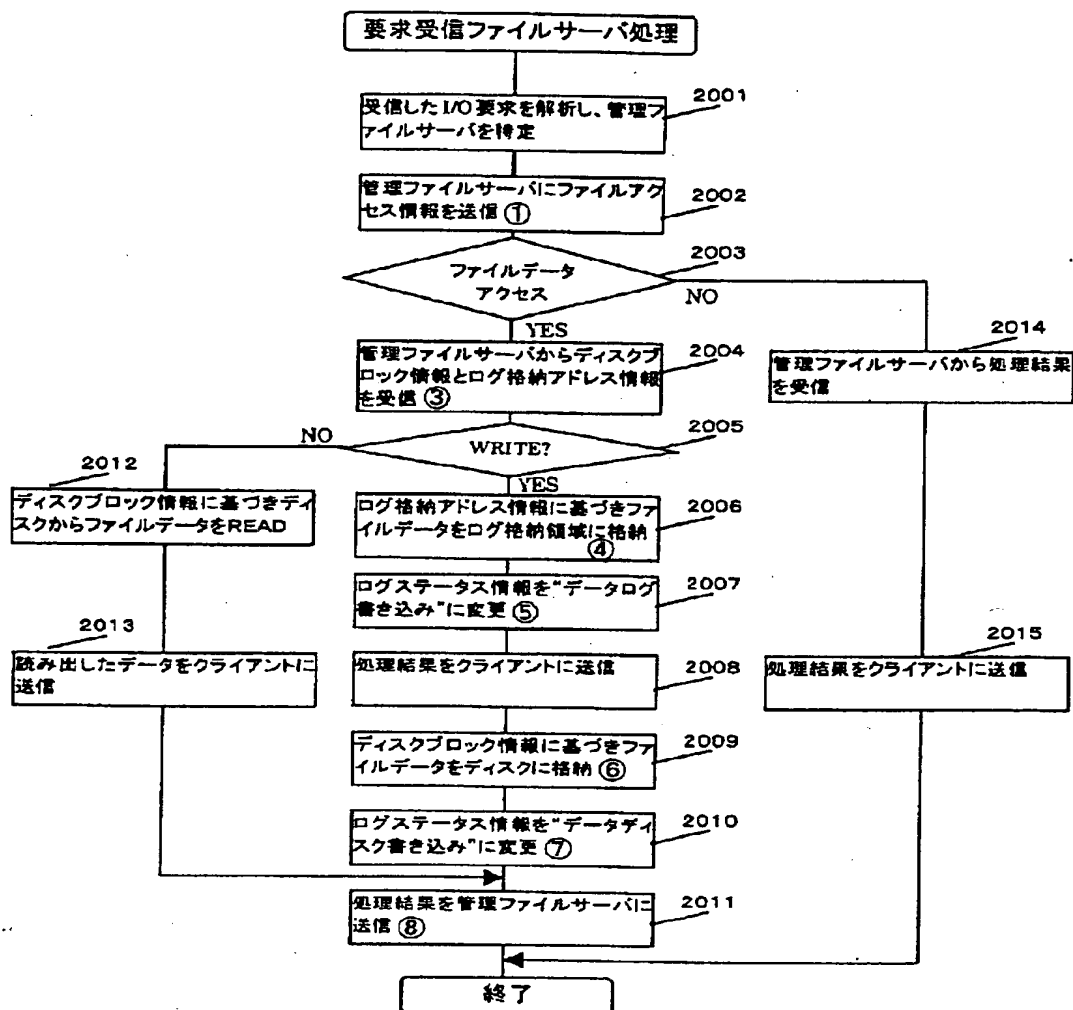 要求受信ファイルサーバ処理
2001
受信した I/O 要求を解析し、管理フ
ァイルサーバを特定
2002
管理ファイルサーバにファイルアク
セス情報を送信 ①
2003
ファイルデータ
アクセス
NO
YES
2004
管理ファイルサーバからディスクブ
ロック情報とログ格納アドレス情報
を受信 ③
2014
管理ファイルサーバから処理結果
を受信
2005
WRITE?
NO
YES
2012
ディスクブロック情報に基づきディ
スクからファイルデータをREAD
2006
ログ格納アドレス情報に基づきファ
イルデータをログ格納領域に格納
④
2007
ログステータス情報を“データログ
書き込み”に変更 ⑤
2013
読み出したデータをクライアントに
送信
2008
処理結果をクライアントに送信
2015
処理結果をクライアントに送信
2009
ディスクブロック情報に基づきファ
イルデータをディスクに格納 ⑥
2010
ログステータス情報を“データディ
スク書き込み”に変更 ⑦
2011
処理結果を管理ファイルサーバに
送信 ⑧
終了